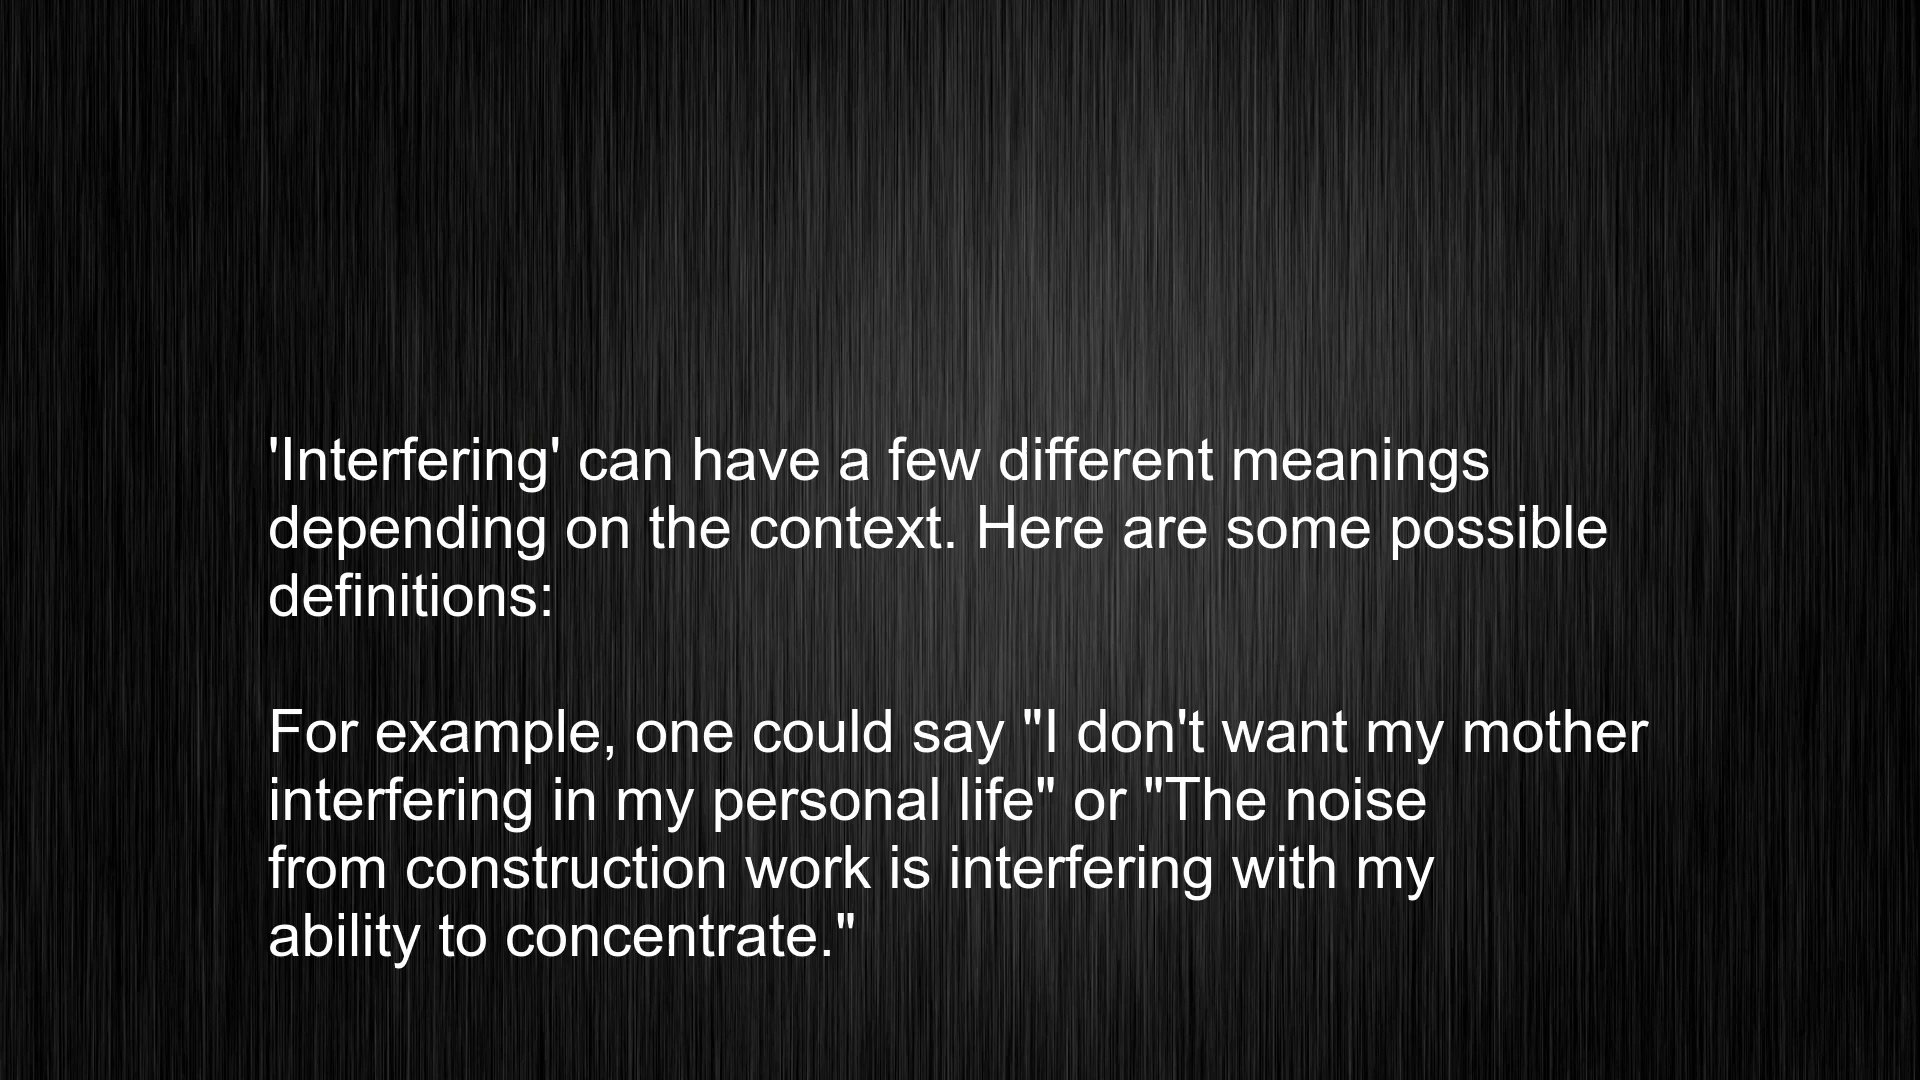 'Interfering' can have a few different meanings
depending on the context. Here are some possible
definitions:
For example, one could say "I don't want my mother
interfering in my personal life" or "The noise
from construction work is interfering with my
ability to concentrate."